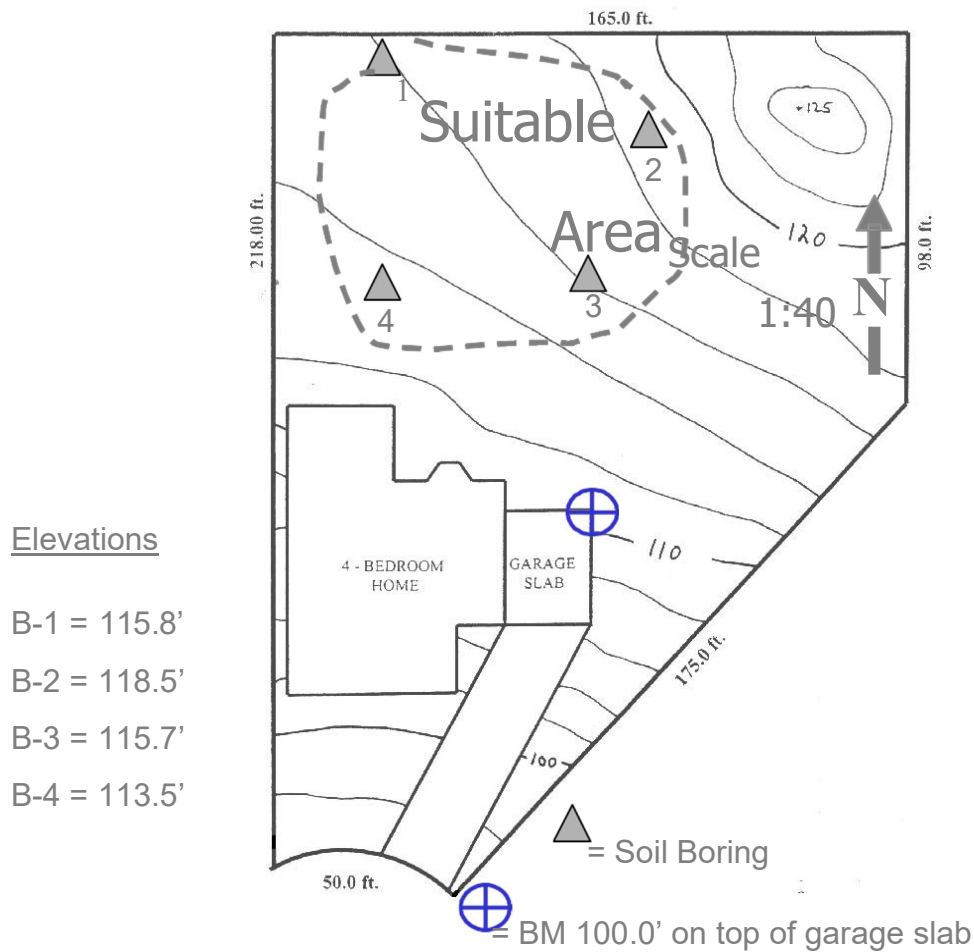 165.0 ft.
+125
1
Suitable
2
218.00 ft.
120
Area
Scale
98.0 ft.
4
3
1:40
N
110
4 - BEDROOM
HOME
GARAGE
SLAB
Elevations
B-1 = 115.8’
B-2 = 118.5’
B-3 = 115.7’
B-4 = 113.5’
175.0 ft.
-100-
= Soil Boring
50.0 ft.
= BM 100.0’ on top of garage slab